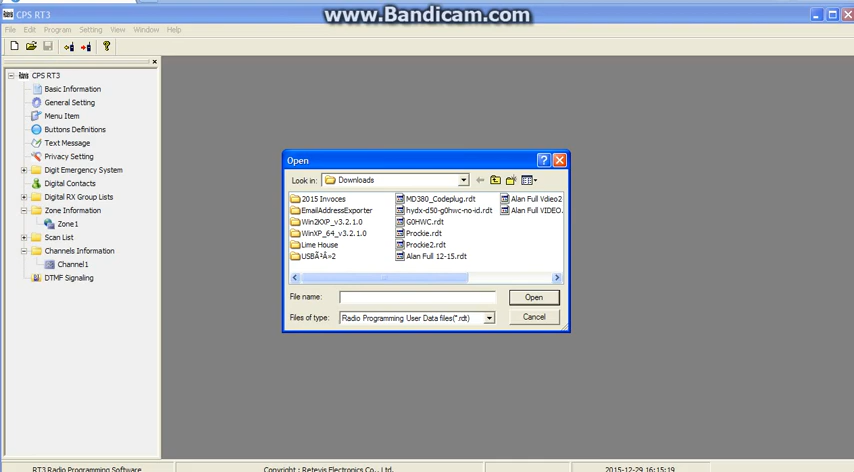 www.Bandicam.com
CPS RT3
File Edit Program Setting View Window Help
CPS RT3
Basic Information
General Setting
Menu Item
Buttons Definitions
Text Message
Privacy Setting
Digit Emergency System
Digital Contacts
Digital RX Group Lists
Zone Information
Zone1
Scan List
Channels Information
Channel1
DTMF Signaling
Open
Look in: Downloads
2015 Invoces
EmailAddressExporter
Win2KXP_v3.2.1.0
WinXP_64_v3.2.1.0
Lime House
USBÃ²Â»2
MD380_Codeplug.rdt
hydx-d50-g0hwc-no-id.rdt
G0HWC.rdt
Prockie.rdt
Prockie2.rdt
Alan Full 12-15.rdt
Alan Full Vdieo2
Alan Full VIDEO.
File name:
Open
Files of type: Radio Programming User Data files(*.rdt)
Cancel
RT3 Radio Programming Software
Copyright : Retevis Electronics Co., Ltd.
2015-12-29 16:15:19